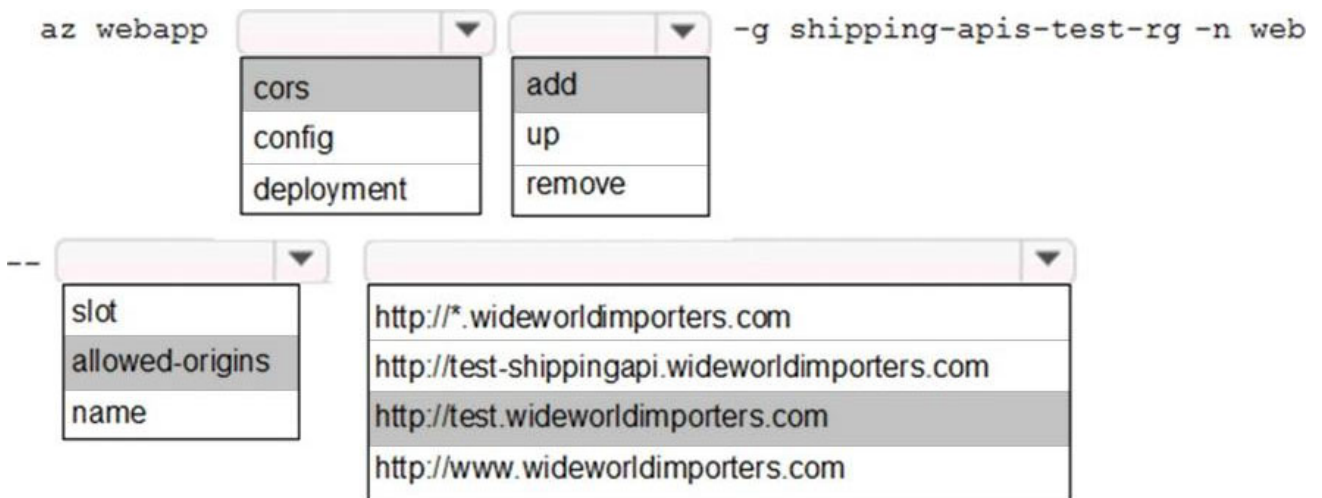 az webapp -g shipping-apis-test-rg -n web
cors add
config up
deployment remove
--
slot http://*.wideworldimporters.com
allowed-origins http://test-shippingapi.wideworldimporters.com
name http://test.wideworldimporters.com
http://www.wideworldimporters.com